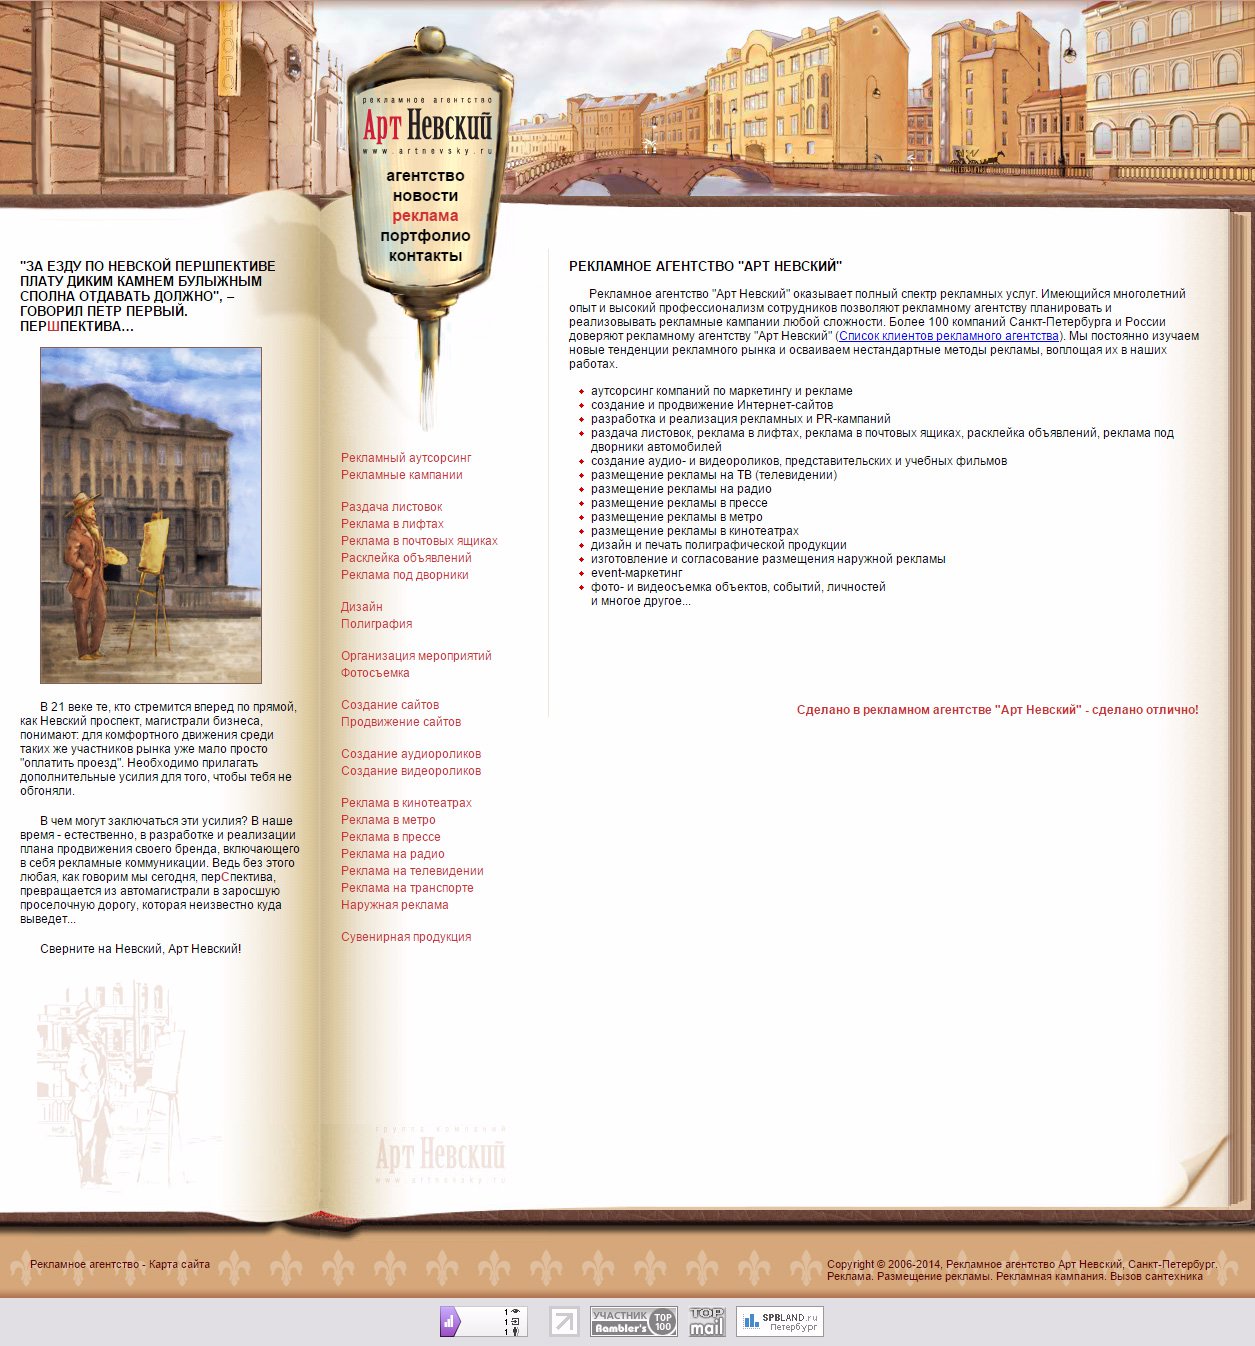 ФОТО
рекламное агентство
Арт Невский
www.artnevsky.ru
агентство
новости
реклама
портфолио
контакты
"ЗА ЕЗДУ ПО НЕВСКОЙ ПЕРШПЕКТИВЕ
ПЛАТУ ДИКИМ КАМНЕМ БУЛЫЖНЫМ
СПОЛНА ОТДАВАТЬ ДОЛЖНО", –
ГОВОРИЛ ПЕТР ПЕРВЫЙ.
ПЕРШПЕКТИВА...
В 21 веке те, кто стремится вперед по прямой,
как Невский проспект, магистрали бизнеса,
понимают: для комфортного движения среди
таких же участников рынка уже мало просто
"оплатить проезд". Необходимо прилагать
дополнительные усилия для того, чтобы тебя не
обгоняли.
В чем могут заключаться эти усилия? В наше
время - естественно, в разработке и реализации
плана продвижения своего бренда, включающего
в себя рекламные коммуникации. Ведь без этого
любая, как говорим мы сегодня, перСпектива,
превращается из автомагистрали в заросшую
проселочную дорогу, которая неизвестно куда
выведет...
Сверните на Невский, Арт Невский!
Рекламный аутсорсинг
Рекламные кампании
Раздача листовок
Реклама в лифтах
Реклама в почтовых ящиках
Расклейка объявлений
Реклама под дворники
Дизайн
Полиграфия
Организация мероприятий
Фотосъемка
Создание сайтов
Продвижение сайтов
Создание аудиороликов
Создание видеороликов
Реклама в кинотеатрах
Реклама в метро
Реклама в прессе
Реклама на радио
Реклама на телевидении
Реклама на транспорте
Наружная реклама
Сувенирная продукция
группа компаний
Арт Невский
www.artnevsky.ru
РЕКЛАМНОЕ АГЕНТСТВО "АРТ НЕВСКИЙ"
Рекламное агентство "Арт Невский" оказывает полный спектр рекламных услуг. Имеющийся многолетний
опыт и высокий профессионализм сотрудников позволяют рекламному агентству планировать и
реализовывать рекламные кампании любой сложности. Более 100 компаний Санкт-Петербурга и России
доверяют рекламному агентству "Арт Невский" (Список клиентов рекламного агентства). Мы постоянно изучаем
новые тенденции рекламного рынка и осваиваем нестандартные методы рекламы, воплощая их в наших
работах.
аутсорсинг компаний по маркетингу и рекламе
создание и продвижение Интернет-сайтов
разработка и реализация рекламных и PR-кампаний
раздача листовок, реклама в лифтах, реклама в почтовых ящиках, расклейка объявлений, реклама под
дворники автомобилей
создание аудио- и видеороликов, представительских и учебных фильмов
размещение рекламы на ТВ (телевидении)
размещение рекламы на радио
размещение рекламы в прессе
размещение рекламы в метро
размещение рекламы в кинотеатрах
дизайн и печать полиграфической продукции
изготовление и согласование размещения наружной рекламы
event-маркетинг
фото- и видеосъемка объектов, событий, личностей
и многое другое...
Сделано в рекламном агентстве "Арт Невский" - сделано отлично!
Рекламное агентство - Карта сайта
Copyright © 2006-2014, Рекламное агентство Арт Невский, Санкт-Петербург.
Реклама. Размещение рекламы. Рекламная кампания. Вызов сантехника
1
1
1
УЧАСТНИК
Rambler's
TOP
100
TOP
mail
SPBLAND.ru
Петербург